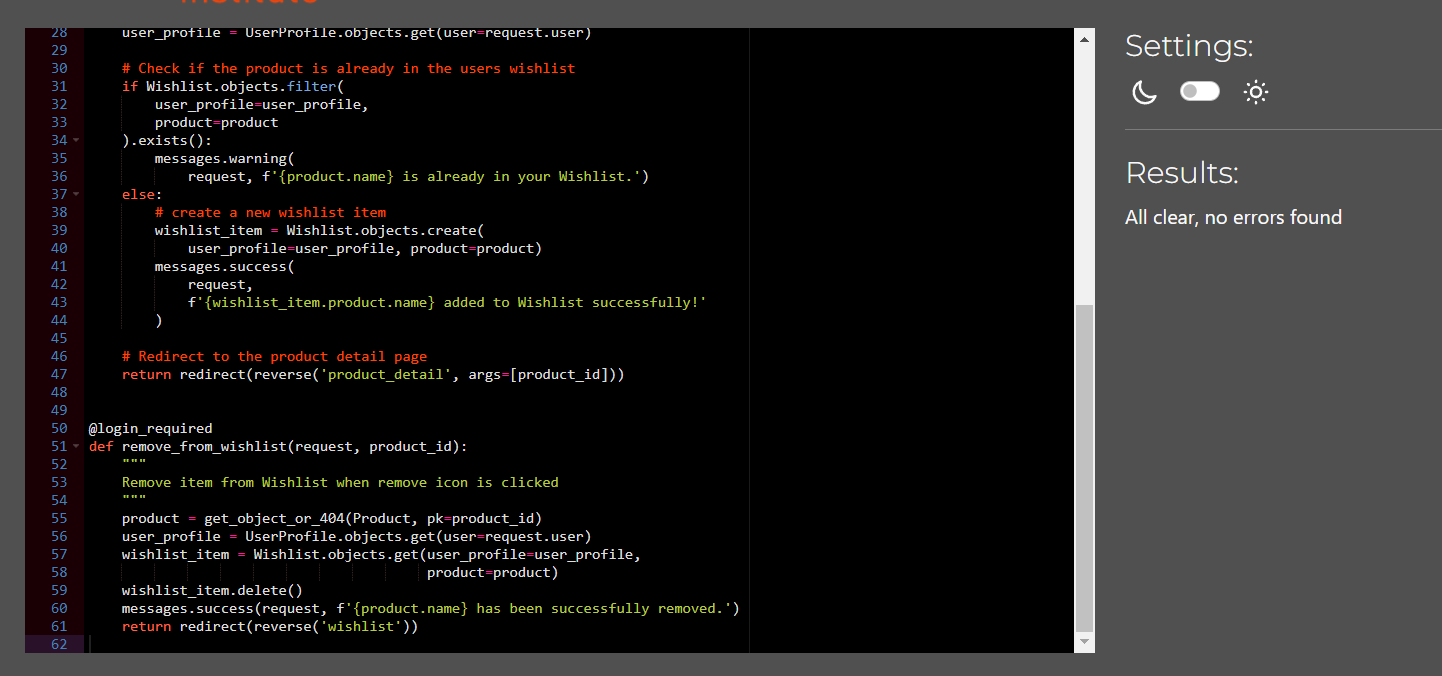 28 user_profile = UserProfile.objects.get(user=request.user)
29
30 # Check if the product is already in the users wishlist
31 if Wishlist.objects.filter(
32 user_profile=user_profile,
33 product=product
34 ).exists():
35 messages.warning(
36 request, f'{product.name} is already in your Wishlist.')
37 else:
38 # create a new wishlist item
39 wishlist_item = Wishlist.objects.create(
40 user_profile=user_profile, product=product)
41 messages.success(
42 request,
43 f'{wishlist_item.product.name} added to Wishlist successfully!'
44 )
45
46 # Redirect to the product detail page
47 return redirect(reverse('product_detail', args=[product_id]))
48
49
50 @login_required
51 def remove_from_wishlist(request, product_id):
52 """
53 Remove item from Wishlist when remove icon is clicked
54 """
55 product = get_object_or_404(Product, pk=product_id)
56 user_profile = UserProfile.objects.get(user=request.user)
57 wishlist_item = Wishlist.objects.get(user_profile=user_profile,
58 product=product)
59 wishlist_item.delete()
60 messages.success(request, f'{product.name} has been successfully removed.')
61 return redirect(reverse('wishlist'))
62
Settings:
Results:
All clear, no errors found